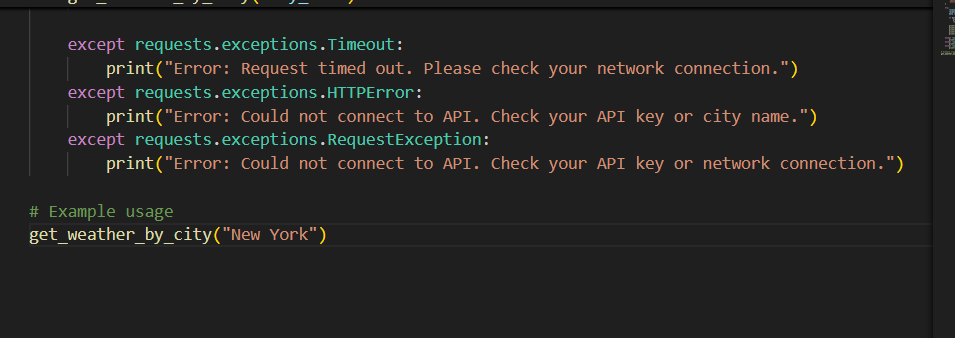 except requests.exceptions.Timeout:
print("Error: Request timed out. Please check your network connection.")
except requests.exceptions.HTTPError:
print("Error: Could not connect to API. Check your API key or city name.")
except requests.exceptions.RequestException:
print("Error: Could not connect to API. Check your API key or network connection.")
# Example usage
get_weather_by_city("New York")